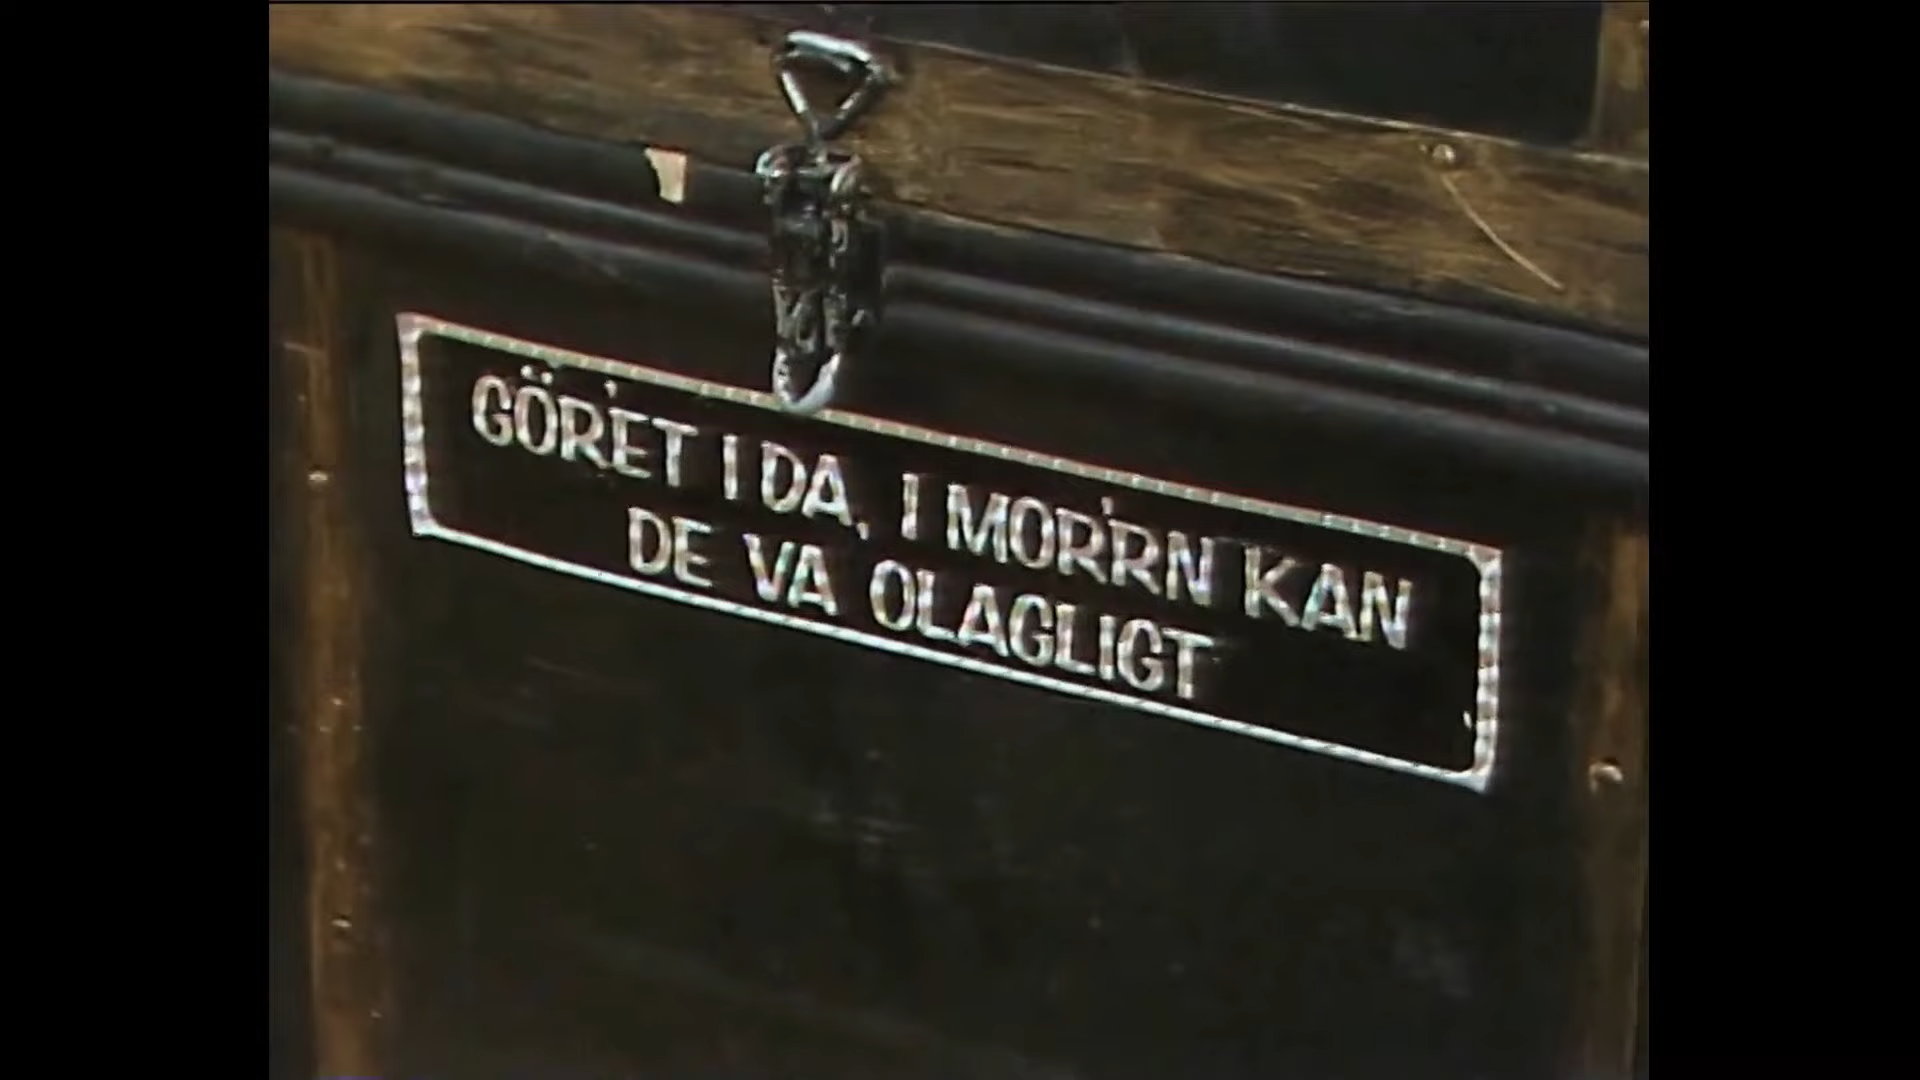 GÖR'ET I DA, I MOR'RN KAN
DE VA OLAGLIGT